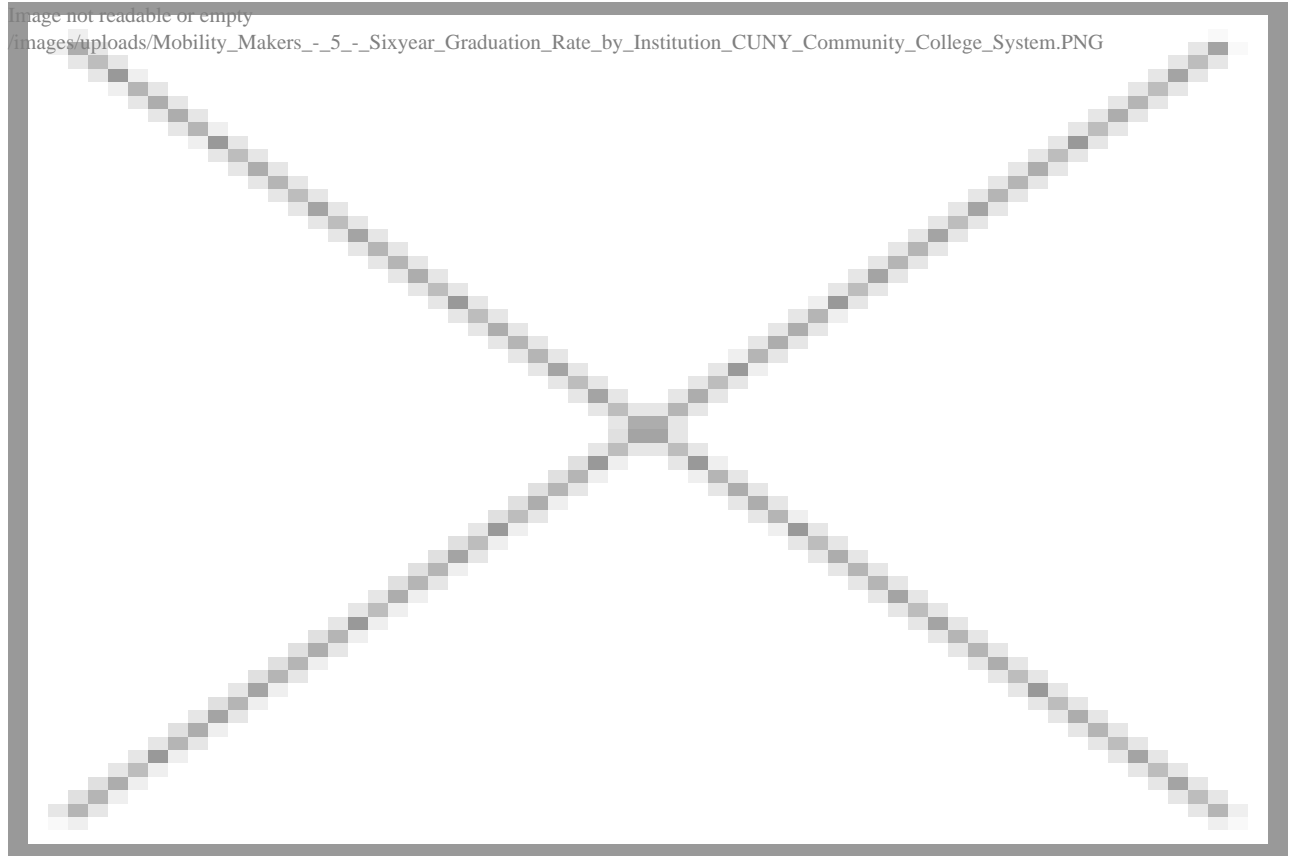 Image not readable or empty
/images/uploads/Mobility_Makers_-_5_-_Sixyear_Graduation_Rate_by_Institution_CUNY_Community_College_System.PNG